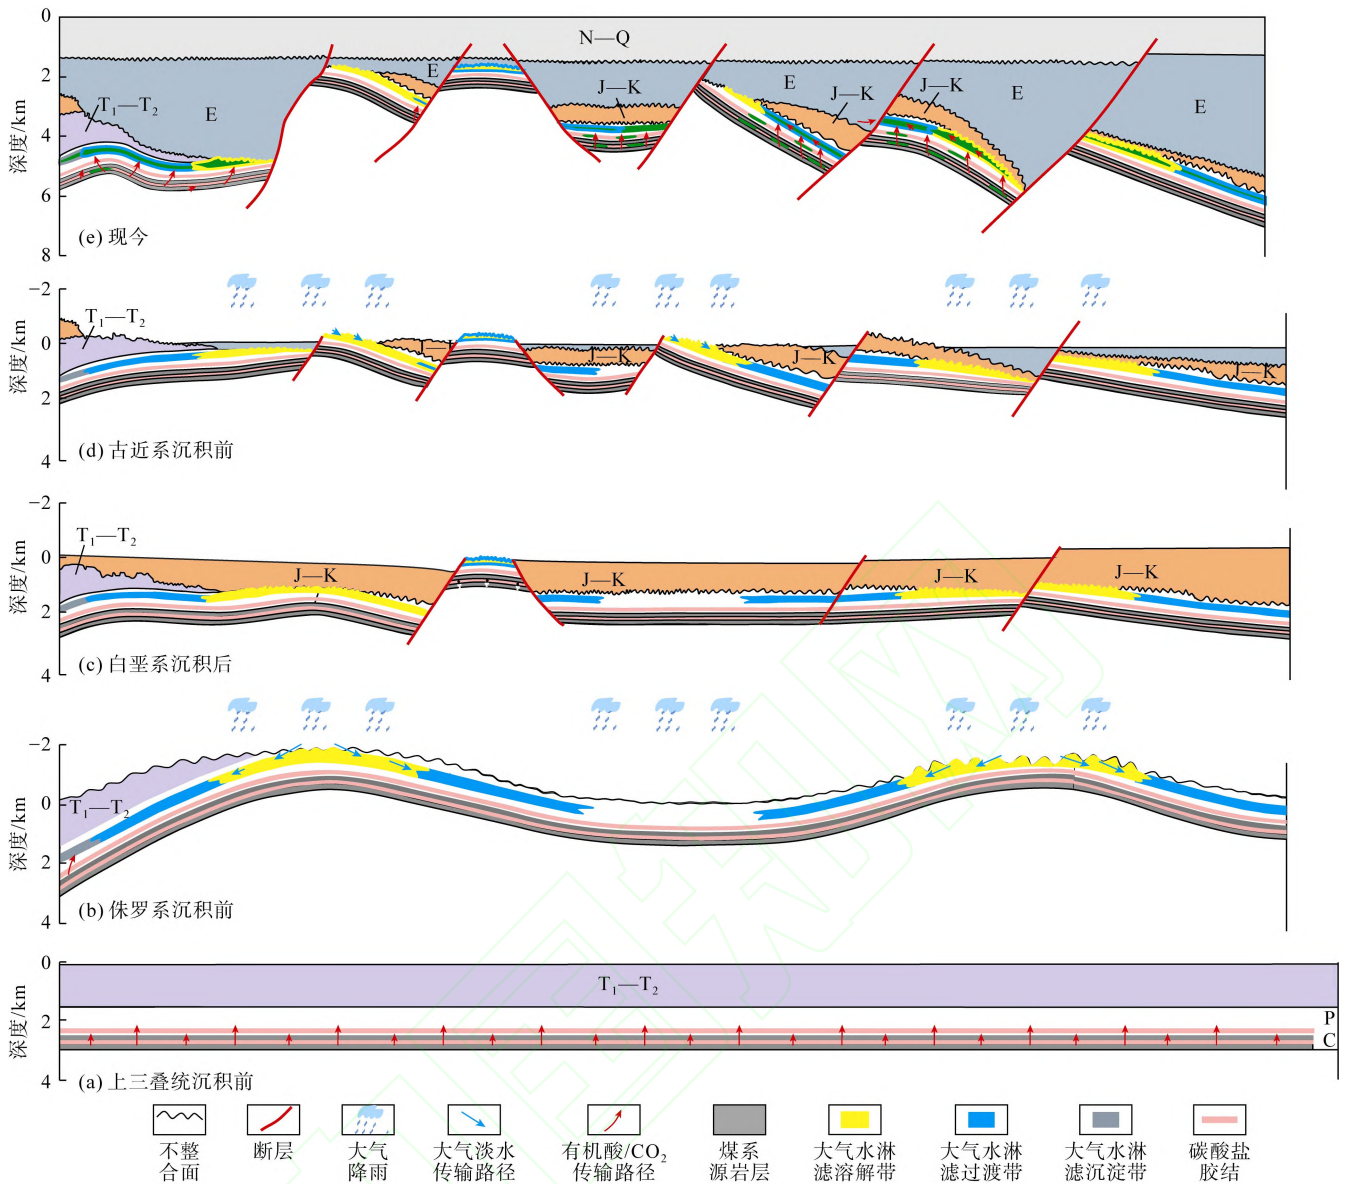 0
2
4
6
8
深度/km
N—Q
E
J—K
E
J—K
J—K
E
E
T₁—T₂
E
(e) 现今
−2
0
2
4
深度/km
T₁—T₂
J—K
J—K
J—K
(d) 古近系沉积前
−2
0
2
4
深度/km
T₁—T₂
J—K
J—K
J—K
J—K
(c) 白垩系沉积后
−2
0
2
4
深度/km
T₁—T₂
(b) 侏罗系沉积前
0
2
4
深度/km
T₁—T₂
P
C
(a) 上三叠统沉积前
不整
合面
断层
大气
降雨
大气淡水
传输路径
有机酸/CO₂
传输路径
煤系
源岩层
大气水淋
滤溶解带
大气水淋
滤过渡带
大气水淋
滤沉淀带
碳酸盐
胶结